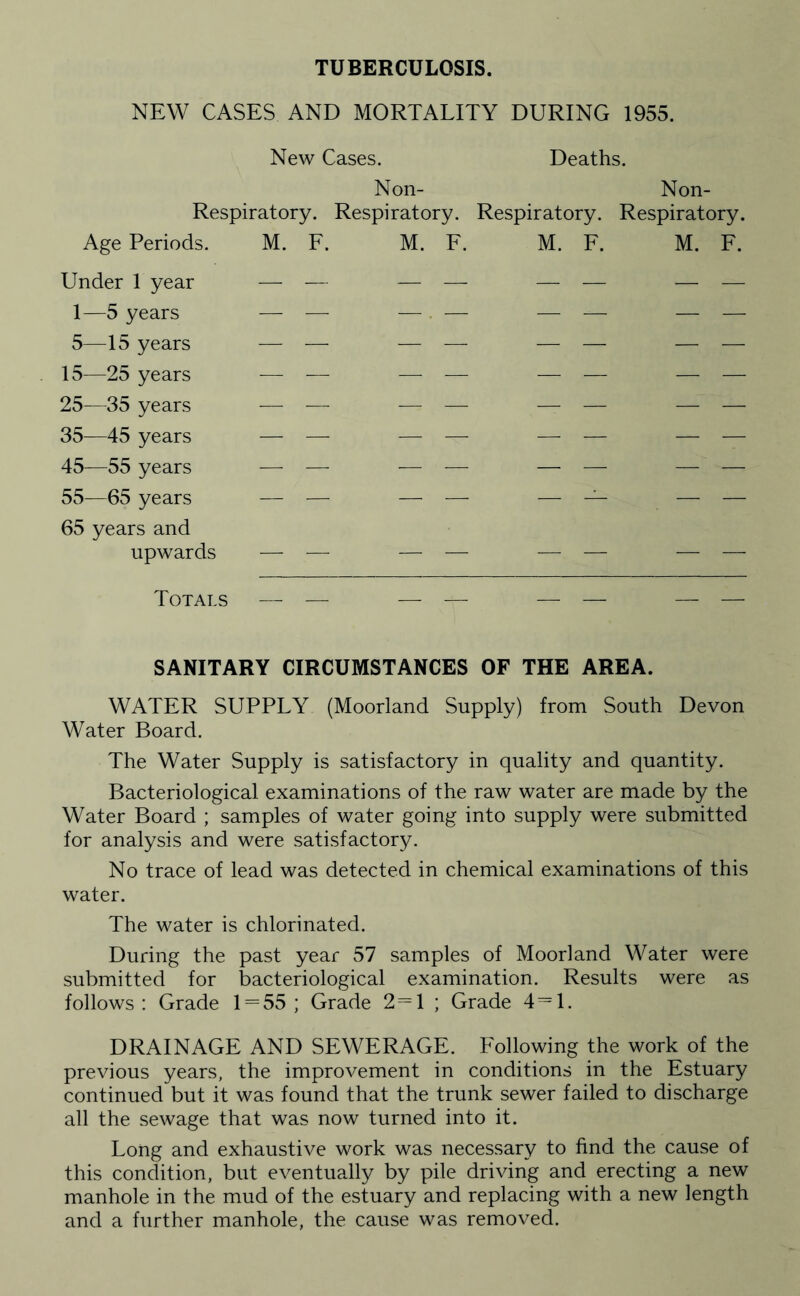 TUBERCULOSIS.
NEW CASES AND MORTALITY DURING 1955.
New Cases. Deaths.
Non- Non-
Respiratory. Respiratory. Respiratory. Respiratory.
Age Periods. M. F. M. F. M. F. M. F.
Under 1 year — — — — — — — —
1—5 years — — — — — — — —
5—15 years — — — — — — — —
15—25 years — — — — — — — —
25—35 years — — — — — — — —
35—45 years — — — — — — — —
45—55 years — — — — — — — —
55—65 years — — — — — — — —
65 years and
upwards — — — — — — — —
TOTALS — — — — — — — —
SANITARY CIRCUMSTANCES OF THE AREA.
WATER SUPPLY (Moorland Supply) from South Devon
Water Board.
The Water Supply is satisfactory in quality and quantity.
Bacteriological examinations of the raw water are made by the
Water Board ; samples of water going into supply were submitted
for analysis and were satisfactory.
No trace of lead was detected in chemical examinations of this
water.
The water is chlorinated.
During the past year 57 samples of Moorland Water were
submitted for bacteriological examination. Results were as
follows : Grade 1=55 ; Grade 2=1 ; Grade 4=1.
DRAINAGE AND SEWERAGE. Following the work of the
previous years, the improvement in conditions in the Estuary
continued but it was found that the trunk sewer failed to discharge
all the sewage that was now turned into it.
Long and exhaustive work was necessary to find the cause of
this condition, but eventually by pile driving and erecting a new
manhole in the mud of the estuary and replacing with a new length
and a further manhole, the cause was removed.